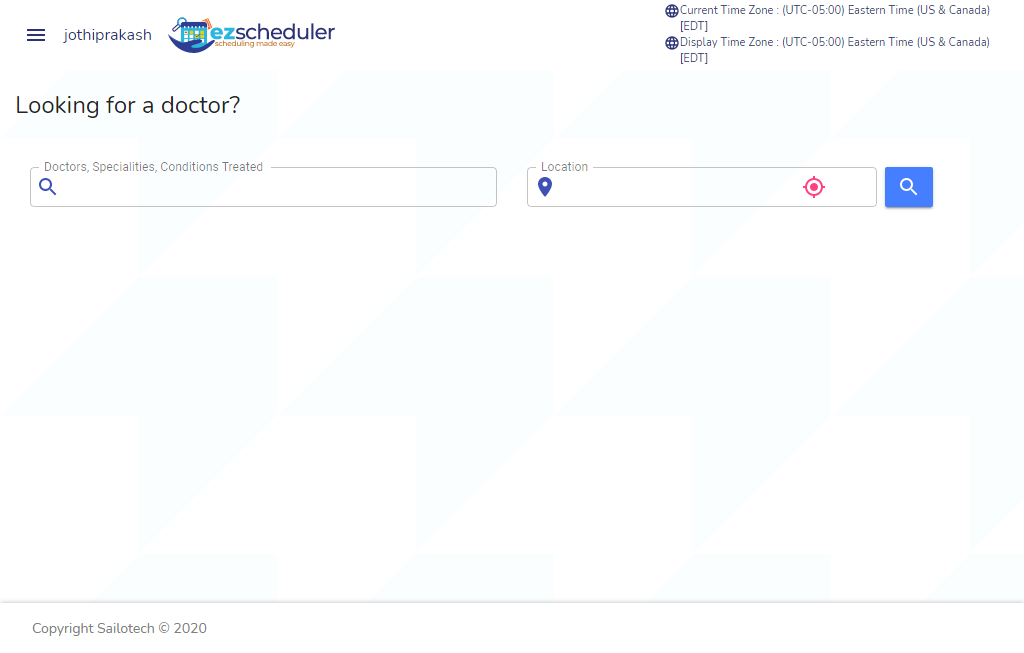 jothiprakash
ezscheduler
scheduling made easy
Current Time Zone : (UTC-05:00) Eastern Time (US & Canada)
[EDT]
Display Time Zone : (UTC-05:00) Eastern Time (US & Canada)
[EDT]
Looking for a doctor?
Doctors, Specialities, Conditions Treated
Location
Copyright Sailotech © 2020